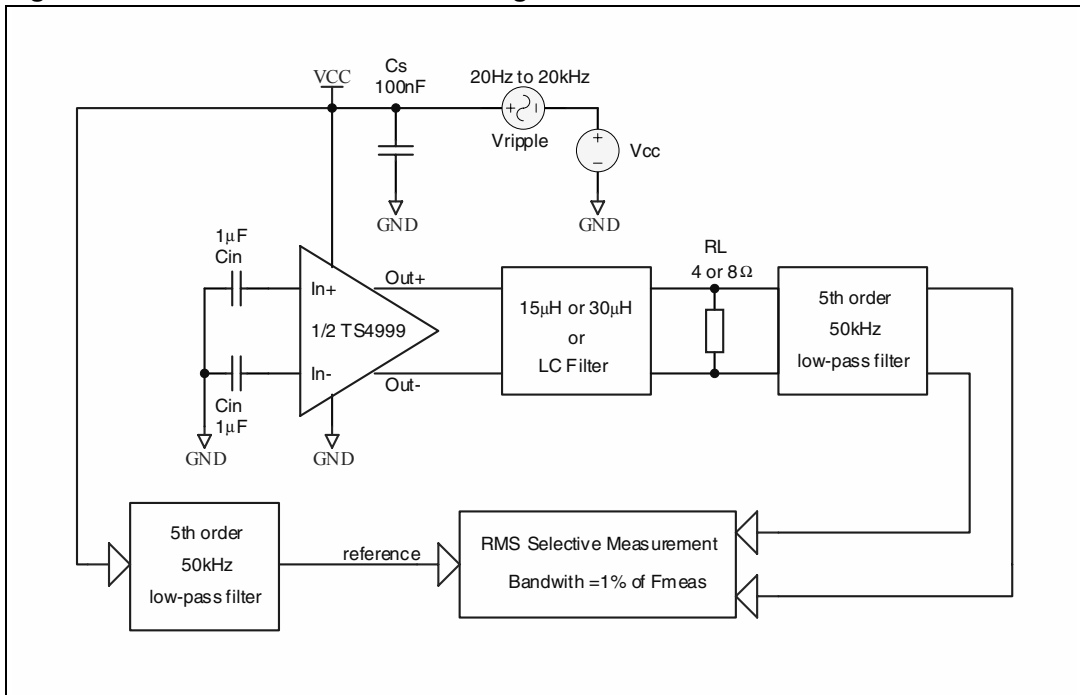 Cs
VCC
100nF
20Hz to 20kHz
+
Vripple
+
Vcc
−
GND
GND
1μF
Cin
In+
Out+
1/2 TS4999
In-
Out-
Cin
1μF
GND
GND
15μH or 30μH
or
LC Filter
RL
4 or 8Ω
5th order
50kHz
low-pass filter
5th order
50kHz
low-pass filter
reference
RMS Selective Measurement
Bandwith =1% of Fmeas